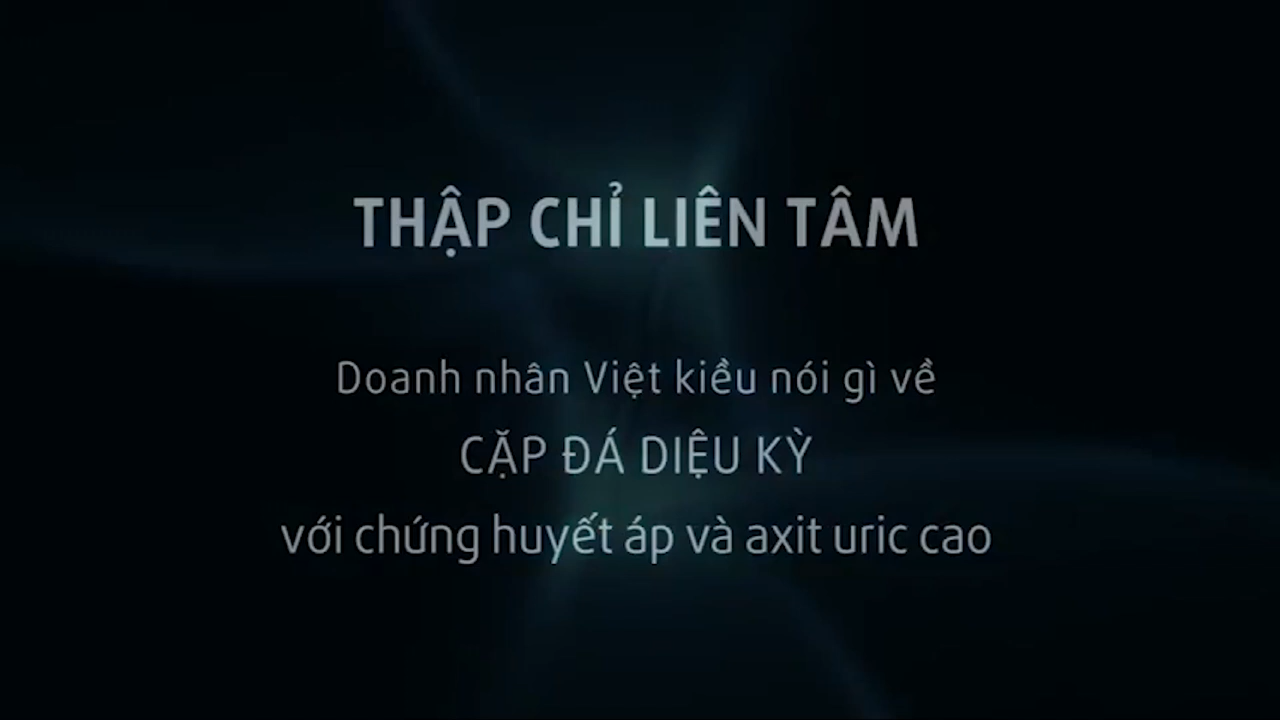 THẬP CHỈ LIÊN TÂM
Doanh nhân Việt kiều nói gì về
CẶP ĐÁ DIỆU KỲ
với chứng huyết áp và axit uric cao